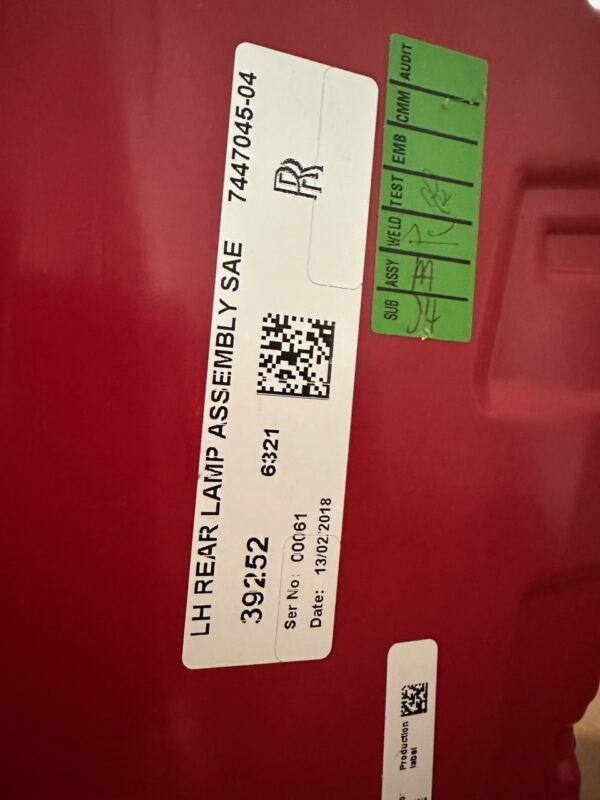 LH REAR LAMP ASSEMBLY SAE 7447045-04
39252 6321
Ser No: 00061
Date: 13/02/2018
RR
SUB ASSY WELD TEST EMB CMM AUDIT
Production
label